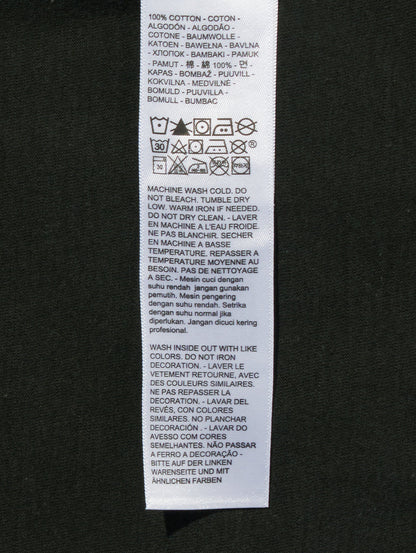 100% COTTON - COTON -
ALGODÓN - ALGODÃO -
COTONE - BAUMWOLLE -
KATOEN - BAWEŁNA - BAVLNA
- ХЛОПОК - BAMBAKI - PAMUK
- PAMUT - 棉 - 綿 100% - 면 -
KAPAS - BOMBAŽ - PUUVILL -
KOKVILNA - MEDVILNĖ -
BOMULD - PUUVILLA -
BOMULL - BUMBAC
30 ®
30
MACHINE WASH COLD. DO
NOT BLEACH. TUMBLE DRY
LOW. WARM IRON IF NEEDED.
DO NOT DRY CLEAN. - LAVER
EN MACHINE A L'EAU FROIDE.
NE PAS BLANCHIR. SECHER
EN MACHINE A BASSE
TEMPERATURE. REPASSER A
TEMPERATURE MOYENNE AU
BESOIN. PAS DE NETTOYAGE
A SEC. - Mesin cuci dengan
suhu rendah jangan gunakan
pemutih. Mesin pengering
dengan suhu rendah. Setrika
dengan suhu normal jika
diperlukan. Jangan dicuci kering
profesional.
WASH INSIDE OUT WITH LIKE
COLORS. DO NOT IRON
DECORATION. - LAVER LE
VETEMENT RETOURNE, AVEC
DES COULEURS SIMILAIRES.
NE PAS REPASSER LA
DECORATION. - LAVAR DEL
REVÉS, CON COLORES
SIMILARES. NO PLANCHAR
DECORACIÓN . - LAVAR DO
AVESSO COM CORES
SEMELHANTES. NÃO PASSAR
A FERRO A DECORAÇÃO -
BITTE AUF DER LINKEN
WARENSEITE UND MIT
ÄHNLICHEN FARBEN